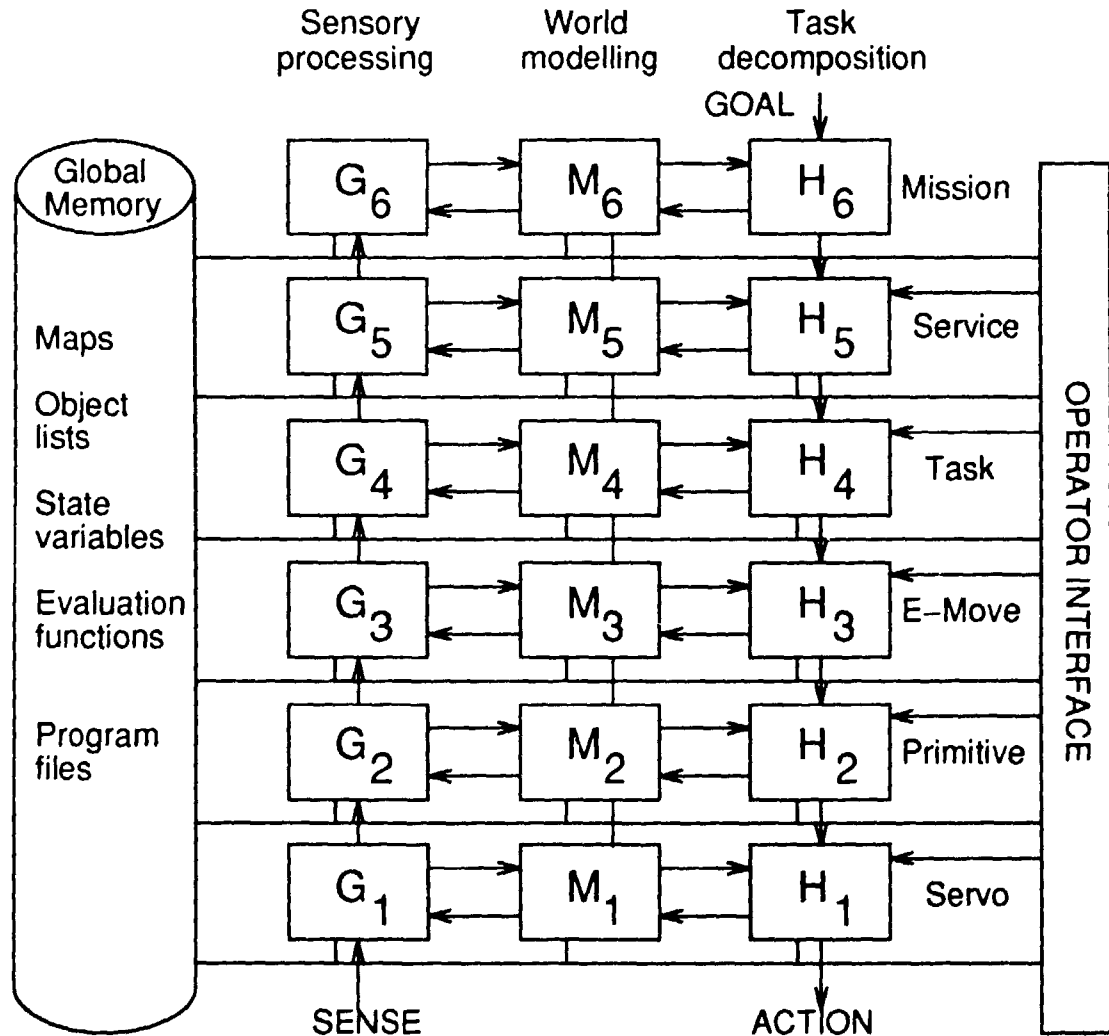 Sensory
processing
World
modelling
Task
decomposition
GOAL
Global
Memory
G6
M6
H6
Mission
G5
M5
H5
Service
Maps
Object
lists
G4
M4
H4
Task
State
variables
G3
M3
H3
E-Move
Evaluation
functions
G2
M2
H2
Primitive
Program
files
G1
M1
H1
Servo
SENSE
ACTION
OPERATOR INTERFACE